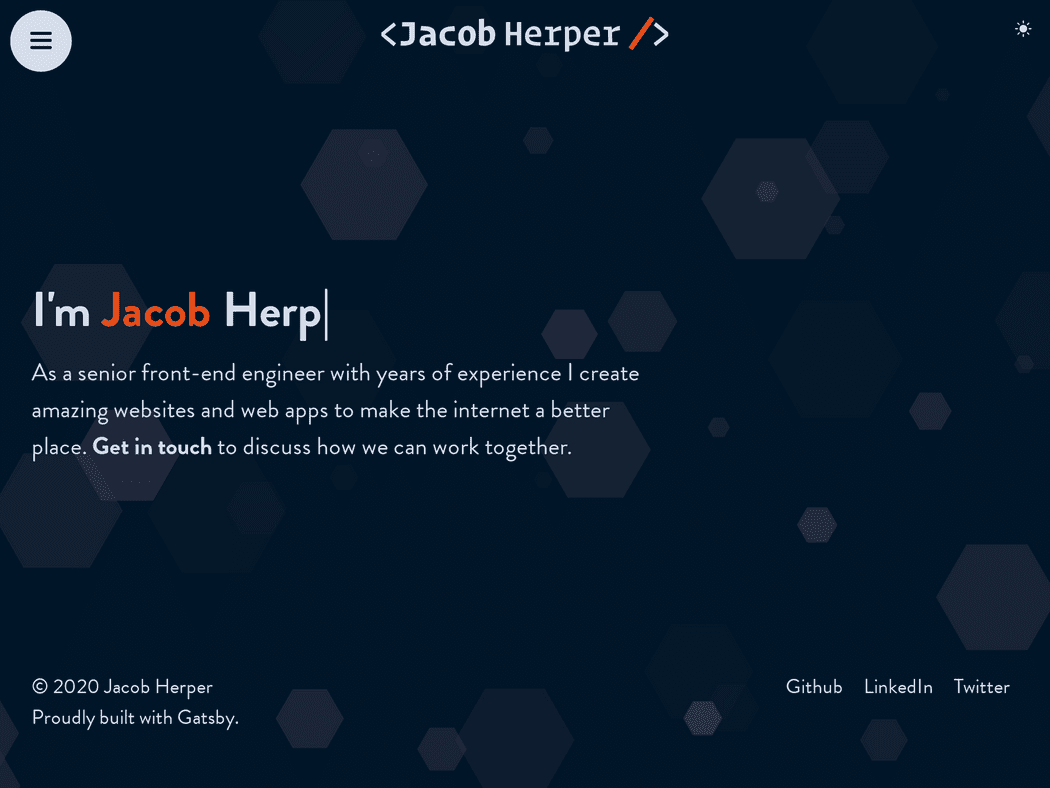 <Jacob Herper />
I'm Jacob Herp|
As a senior front-end engineer with years of experience I create
amazing websites and web apps to make the internet a better
place. Get in touch to discuss how we can work together.
© 2020 Jacob Herper
Github LinkedIn Twitter
Proudly built with Gatsby.